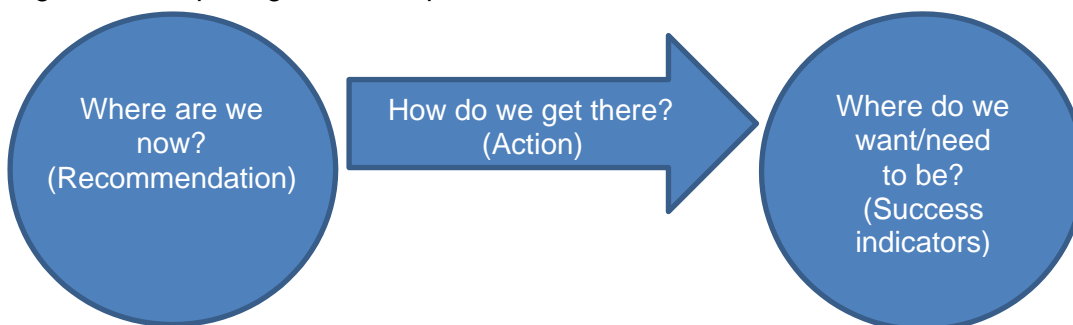 Where are we
now?
(Recommendation)
How do we get there?
(Action)
Where do we
want/need
to be?
(Success
indicators)